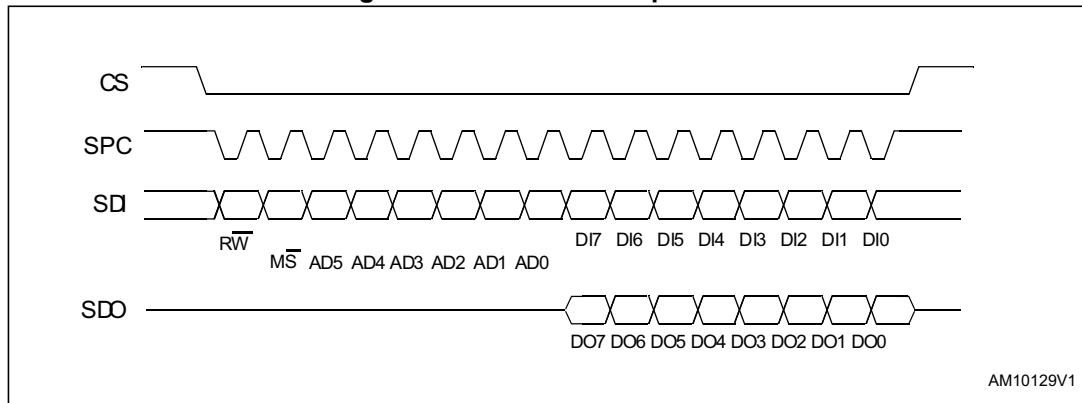 CS
SPC
SDI
RW̅
DI7 DI6 DI5 DI4 DI3 DI2 DI1 DI0
MS̅ AD5 AD4 AD3 AD2 AD1 AD0
SDO
DO7 DO6 DO5 DO4 DO3 DO2 DO1 DO0
AM10129V1